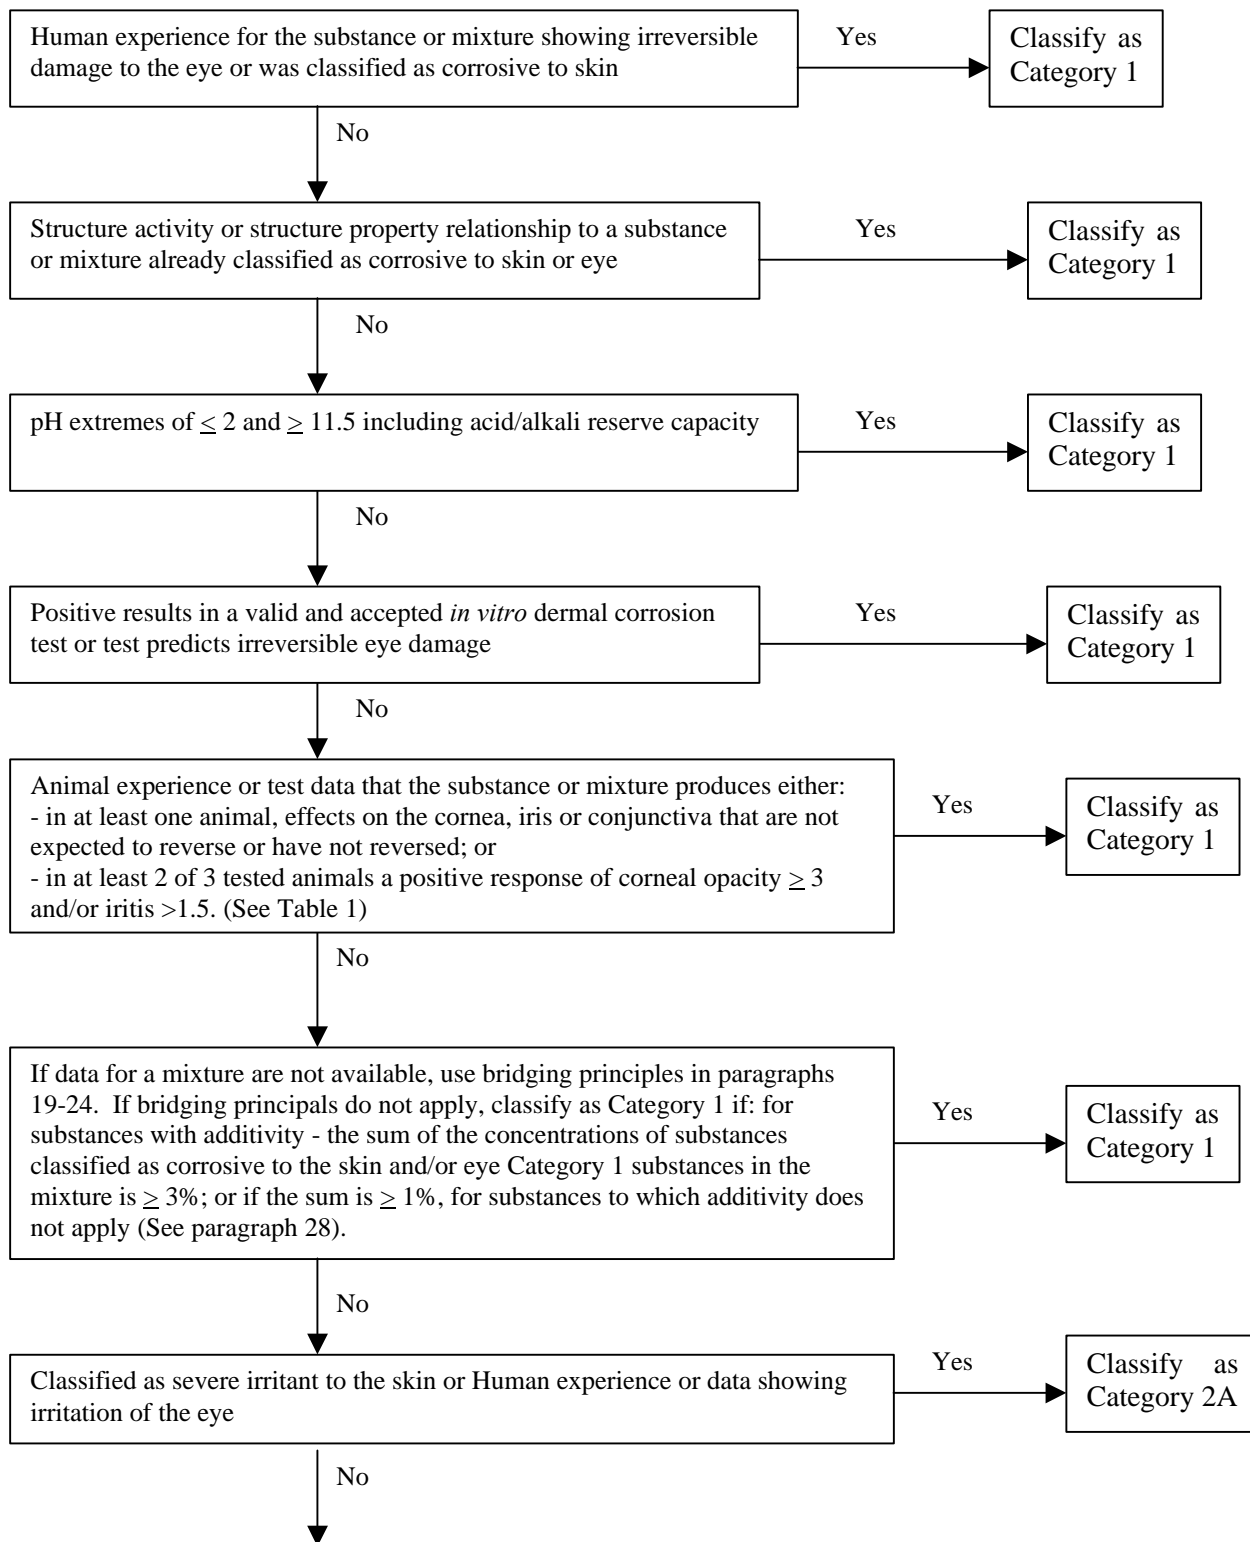 Human experience for the substance or mixture showing irreversible
damage to the eye or was classified as corrosive to skin
Yes
Classify as
Category 1
No
Structure activity or structure property relationship to a substance
or mixture already classified as corrosive to skin or eye
Yes
Classify as
Category 1
No
pH extremes of ≤ 2 and ≥ 11.5 including acid/alkali reserve capacity
Yes
Classify as
Category 1
No
Positive results in a valid and accepted in vitro dermal corrosion
test or test predicts irreversible eye damage
Yes
Classify as
Category 1
No
Animal experience or test data that the substance or mixture produces either:
- in at least one animal, effects on the cornea, iris or conjunctiva that are not
expected to reverse or have not reversed; or
- in at least 2 of 3 tested animals a positive response of corneal opacity ≥ 3
and/or iritis >1.5. (See Table 1)
Yes
Classify as
Category 1
No
If data for a mixture are not available, use bridging principles in paragraphs
19-24.  If bridging principals do not apply, classify as Category 1 if: for
substances with additivity - the sum of the concentrations of substances
classified as corrosive to the skin and/or eye Category 1 substances in the
mixture is ≥ 3%; or if the sum is ≥ 1%, for substances to which additivity does
not apply (See paragraph 28).
Yes
Classify as
Category 1
No
Classified as severe irritant to the skin or Human experience or data showing
irritation of the eye
Yes
Classify as
Category 2A
No